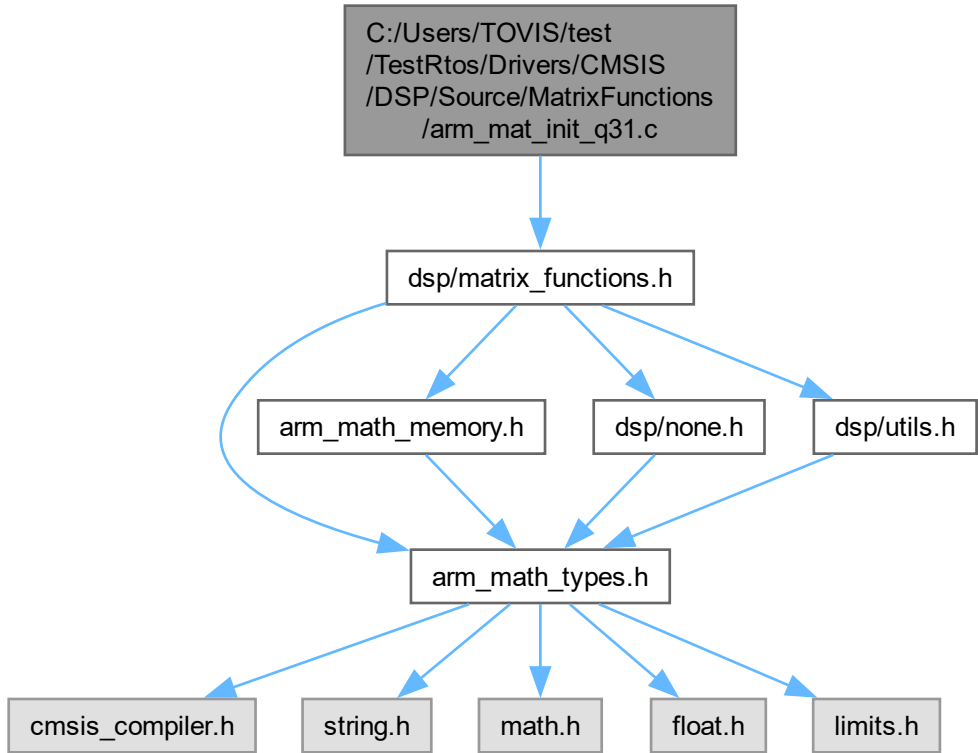 C:/Users/TOVIS/test
/TestRtos/Drivers/CMSIS
/DSP/Source/MatrixFunctions
/arm_mat_init_q31.c
dsp/matrix_functions.h
arm_math_memory.h
dsp/none.h
dsp/utils.h
arm_math_types.h
cmsis_compiler.h
string.h
math.h
float.h
limits.h